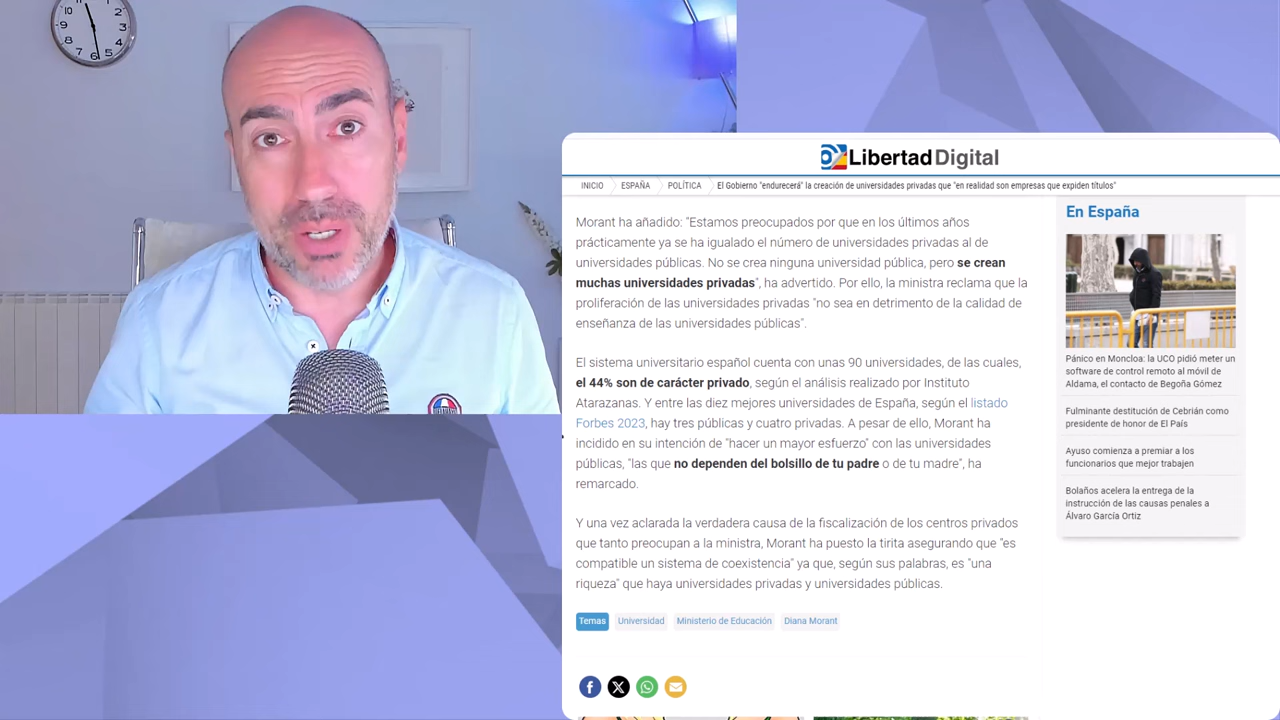 12
3
6
9
Libertad Digital
INICIO ESPAÑA POLÍTICA El Gobierno "endurecerá" la creación de universidades privadas que "en realidad son empresas que expiden títulos"
Morant ha añadido: "Estamos preocupados por que en los últimos años
prácticamente ya se ha igualado el número de universidades privadas al de
universidades públicas. No se crea ninguna universidad pública, pero se crean
muchas universidades privadas", ha advertido. Por ello, la ministra reclama que la
proliferación de las universidades privadas "no sea en detrimento de la calidad de
enseñanza de las universidades públicas".
El sistema universitario español cuenta con unas 90 universidades, de las cuales,
el 44% son de carácter privado, según el análisis realizado por Instituto
Atarazanas. Y entre las diez mejores universidades de España, según el listado
Forbes 2023, hay tres públicas y cuatro privadas. A pesar de ello, Morant ha
incidido en su intención de "hacer un mayor esfuerzo" con las universidades
públicas, "las que no dependen del bolsillo de tu padre o de tu madre", ha
remarcado.
Y una vez aclarada la verdadera causa de la fiscalización de los centros privados
que tanto preocupan a la ministra, Morant ha puesto la tirita asegurando que "es
compatible un sistema de coexistencia" ya que, según sus palabras, es "una
riqueza" que haya universidades privadas y universidades públicas.
Temas Universidad Ministerio de Educación Diana Morant
En España
Pánico en Moncloa: la UCO pidió meter un
software de control remoto al móvil de
Aldama, el contacto de Begoña Gómez
Fulminante destitución de Cebrián como
presidente de honor de El País
Ayuso comienza a premiar a los
funcionarios que mejor trabajen
Bolaños acelera la entrega de la
instrucción de las causas penales a
Álvaro García Ortiz